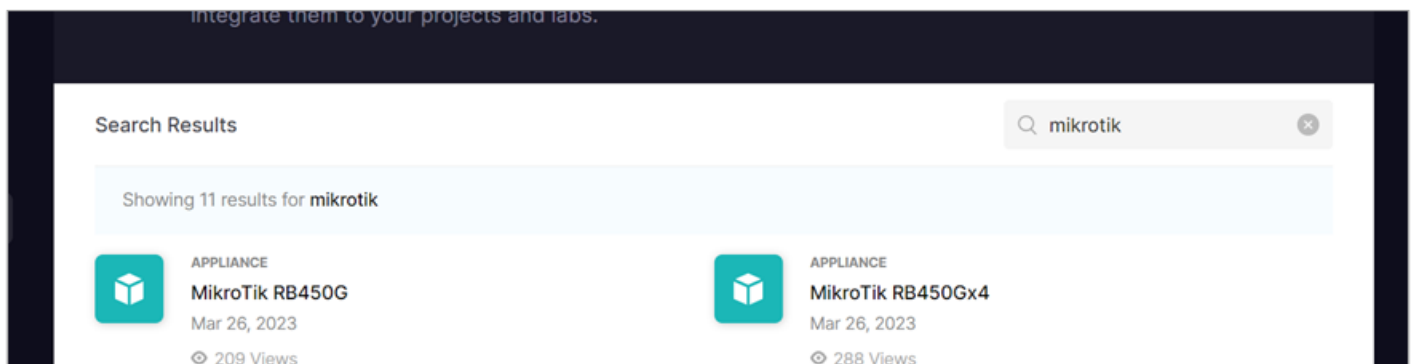 integrate them to your projects and labs.
Search Results
mikrotik
Showing 11 results for mikrotik
APPLIANCE
MikroTik RB450G
Mar 26, 2023
209 Views
APPLIANCE
MikroTik RB450Gx4
Mar 26, 2023
288 Views